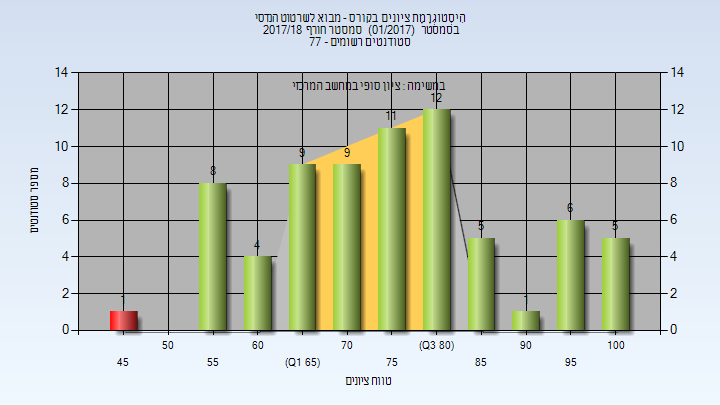 היסטוגרמת ציונים בקורס - מבוא לשרטוט הנדסי
בסמסטר (01/2017) סמסטר חורף 2017/18
סטודנטים רשומים - 77
במשימה : ציון סופי במחשב המרכזי
מספר סטודנטים
14 14
12 12
10 10
8 8
6 6
4 4
2 2
0 0
1 8 4 9 9 11 12 5 1 6 5
50 60 70 (Q3 80) 90 100
45 55 (Q1 65) 75 85 95
טווח ציונים